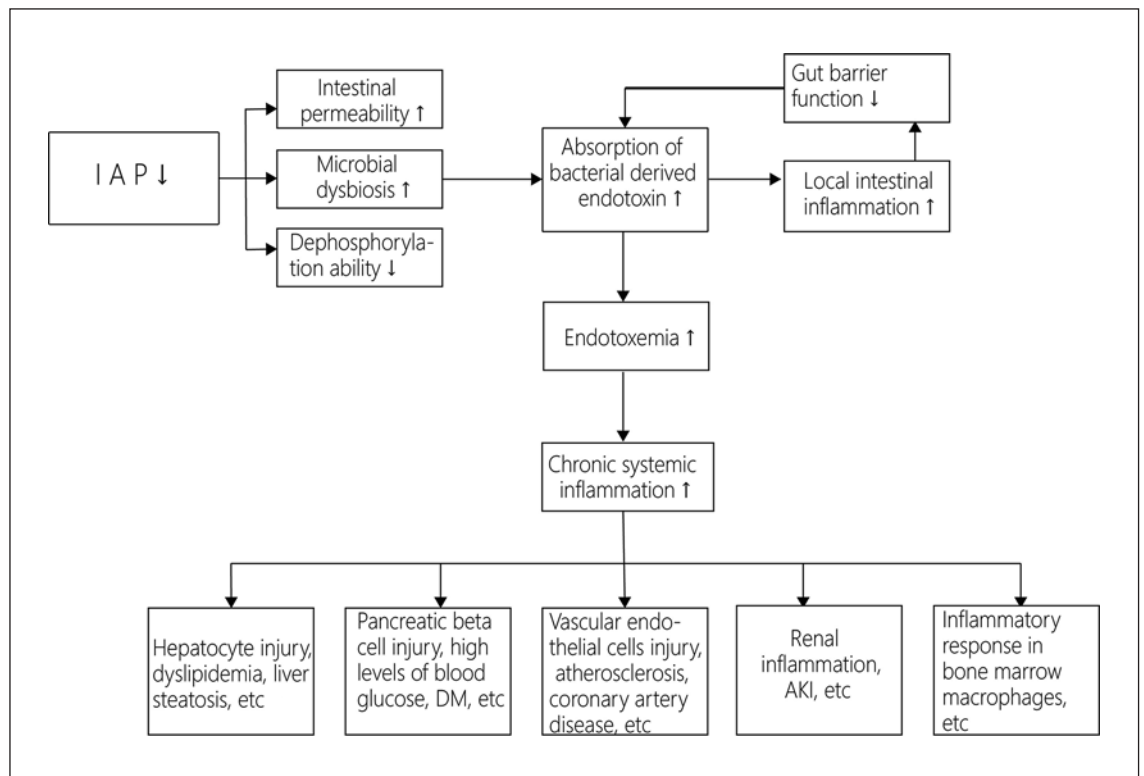 I A P ↓
Intestinal
permeability ↑
Microbial
dysbiosis ↑
Dephosphoryla-
tion ability ↓
Absorption of
bacterial derived
endotoxin ↑
Gut barrier
function ↓
Local intestinal
inflammation ↑
Endotoxemia ↑
Chronic systemic
inflammation ↑
Hepatocyte injury,
dyslipidemia, liver
steatosis, etc
Pancreatic beta
cell injury, high
levels of blood
glucose, DM, etc
Vascular endo-
thelial cells injury,
atherosclerosis,
coronary artery
disease, etc
Renal
inflammation,
AKI, etc
Inflammatory
response in
bone marrow
macrophages,
etc